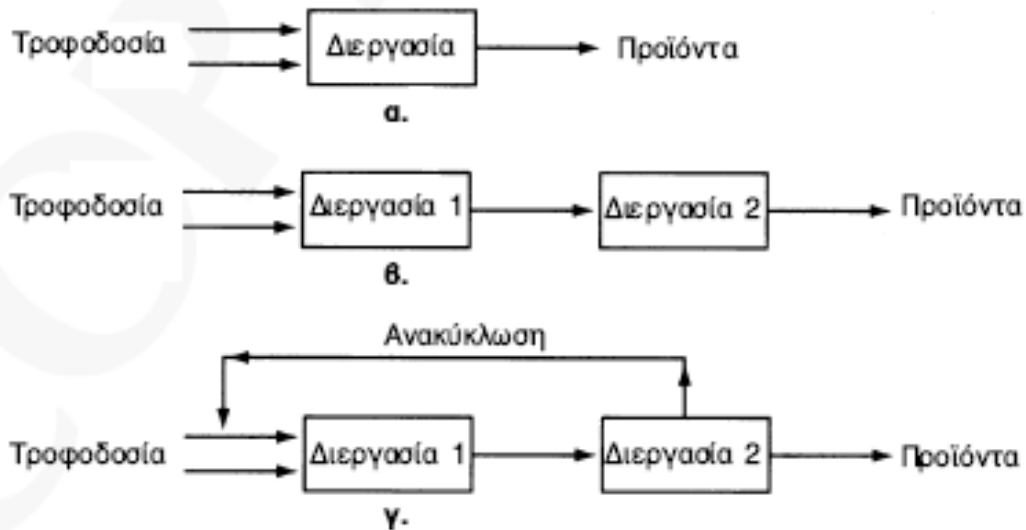 Τροφοδοσία Διεργασία Προϊόντα
α.
Τροφοδοσία Διεργασία 1 Διεργασία 2 Προϊόντα
β.
Ανακύκλωση
Τροφοδοσία Διεργασία 1 Διεργασία 2 Προϊόντα
γ.